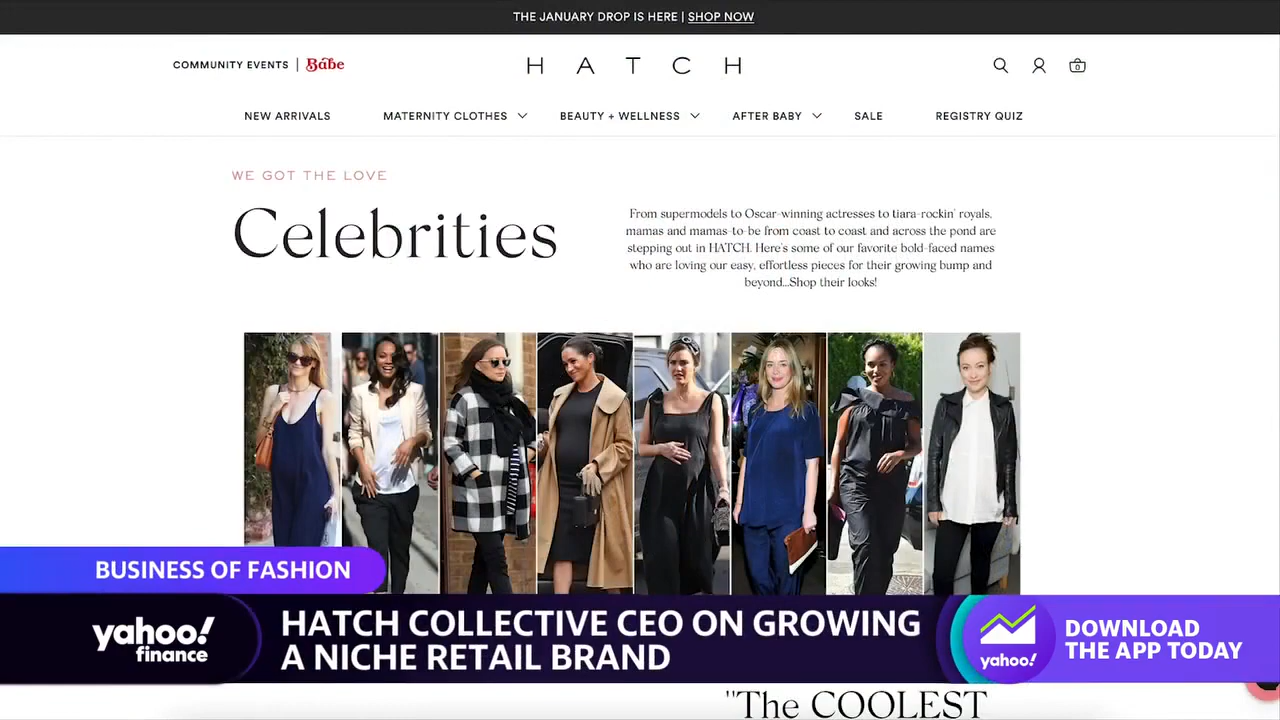 THE JANUARY DROP IS HERE | SHOP NOW
COMMUNITY EVENTS | Babe
HATCH
0
NEW ARRIVALS MATERNITY CLOTHES BEAUTY + WELLNESS AFTER BABY SALE REGISTRY QUIZ
WE GOT THE LOVE
Celebrities
From supermodels to Oscar-winning actresses to tiara-rockin' royals,
mamas and mamas-to-be from coast to coast and across the pond are
stepping out in HATCH. Here's some of our favorite bold-faced names
who are loving our easy, effortless pieces for their growing bump and
beyond...Shop their looks!
BUSINESS OF FASHION
yahoo!
finance
HATCH COLLECTIVE CEO ON GROWING
A NICHE RETAIL BRAND
yahoo!
DOWNLOAD
THE APP TODAY
"The COOLEST